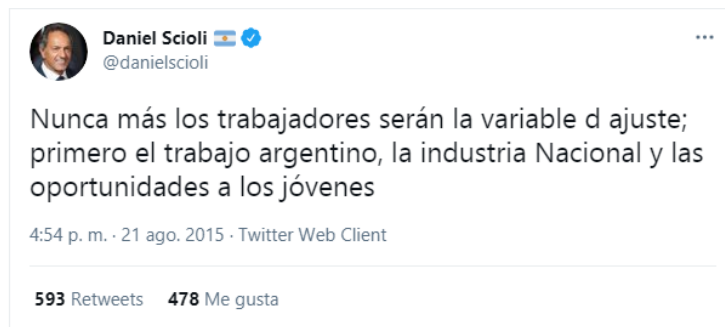 Daniel Scioli 🇦🇷
@danielscioli
Nunca más los trabajadores serán la variable d ajuste;
primero el trabajo argentino, la industria Nacional y las
oportunidades a los jóvenes
4:54 p. m. · 21 ago. 2015 · Twitter Web Client
593 Retweets 478 Me gusta